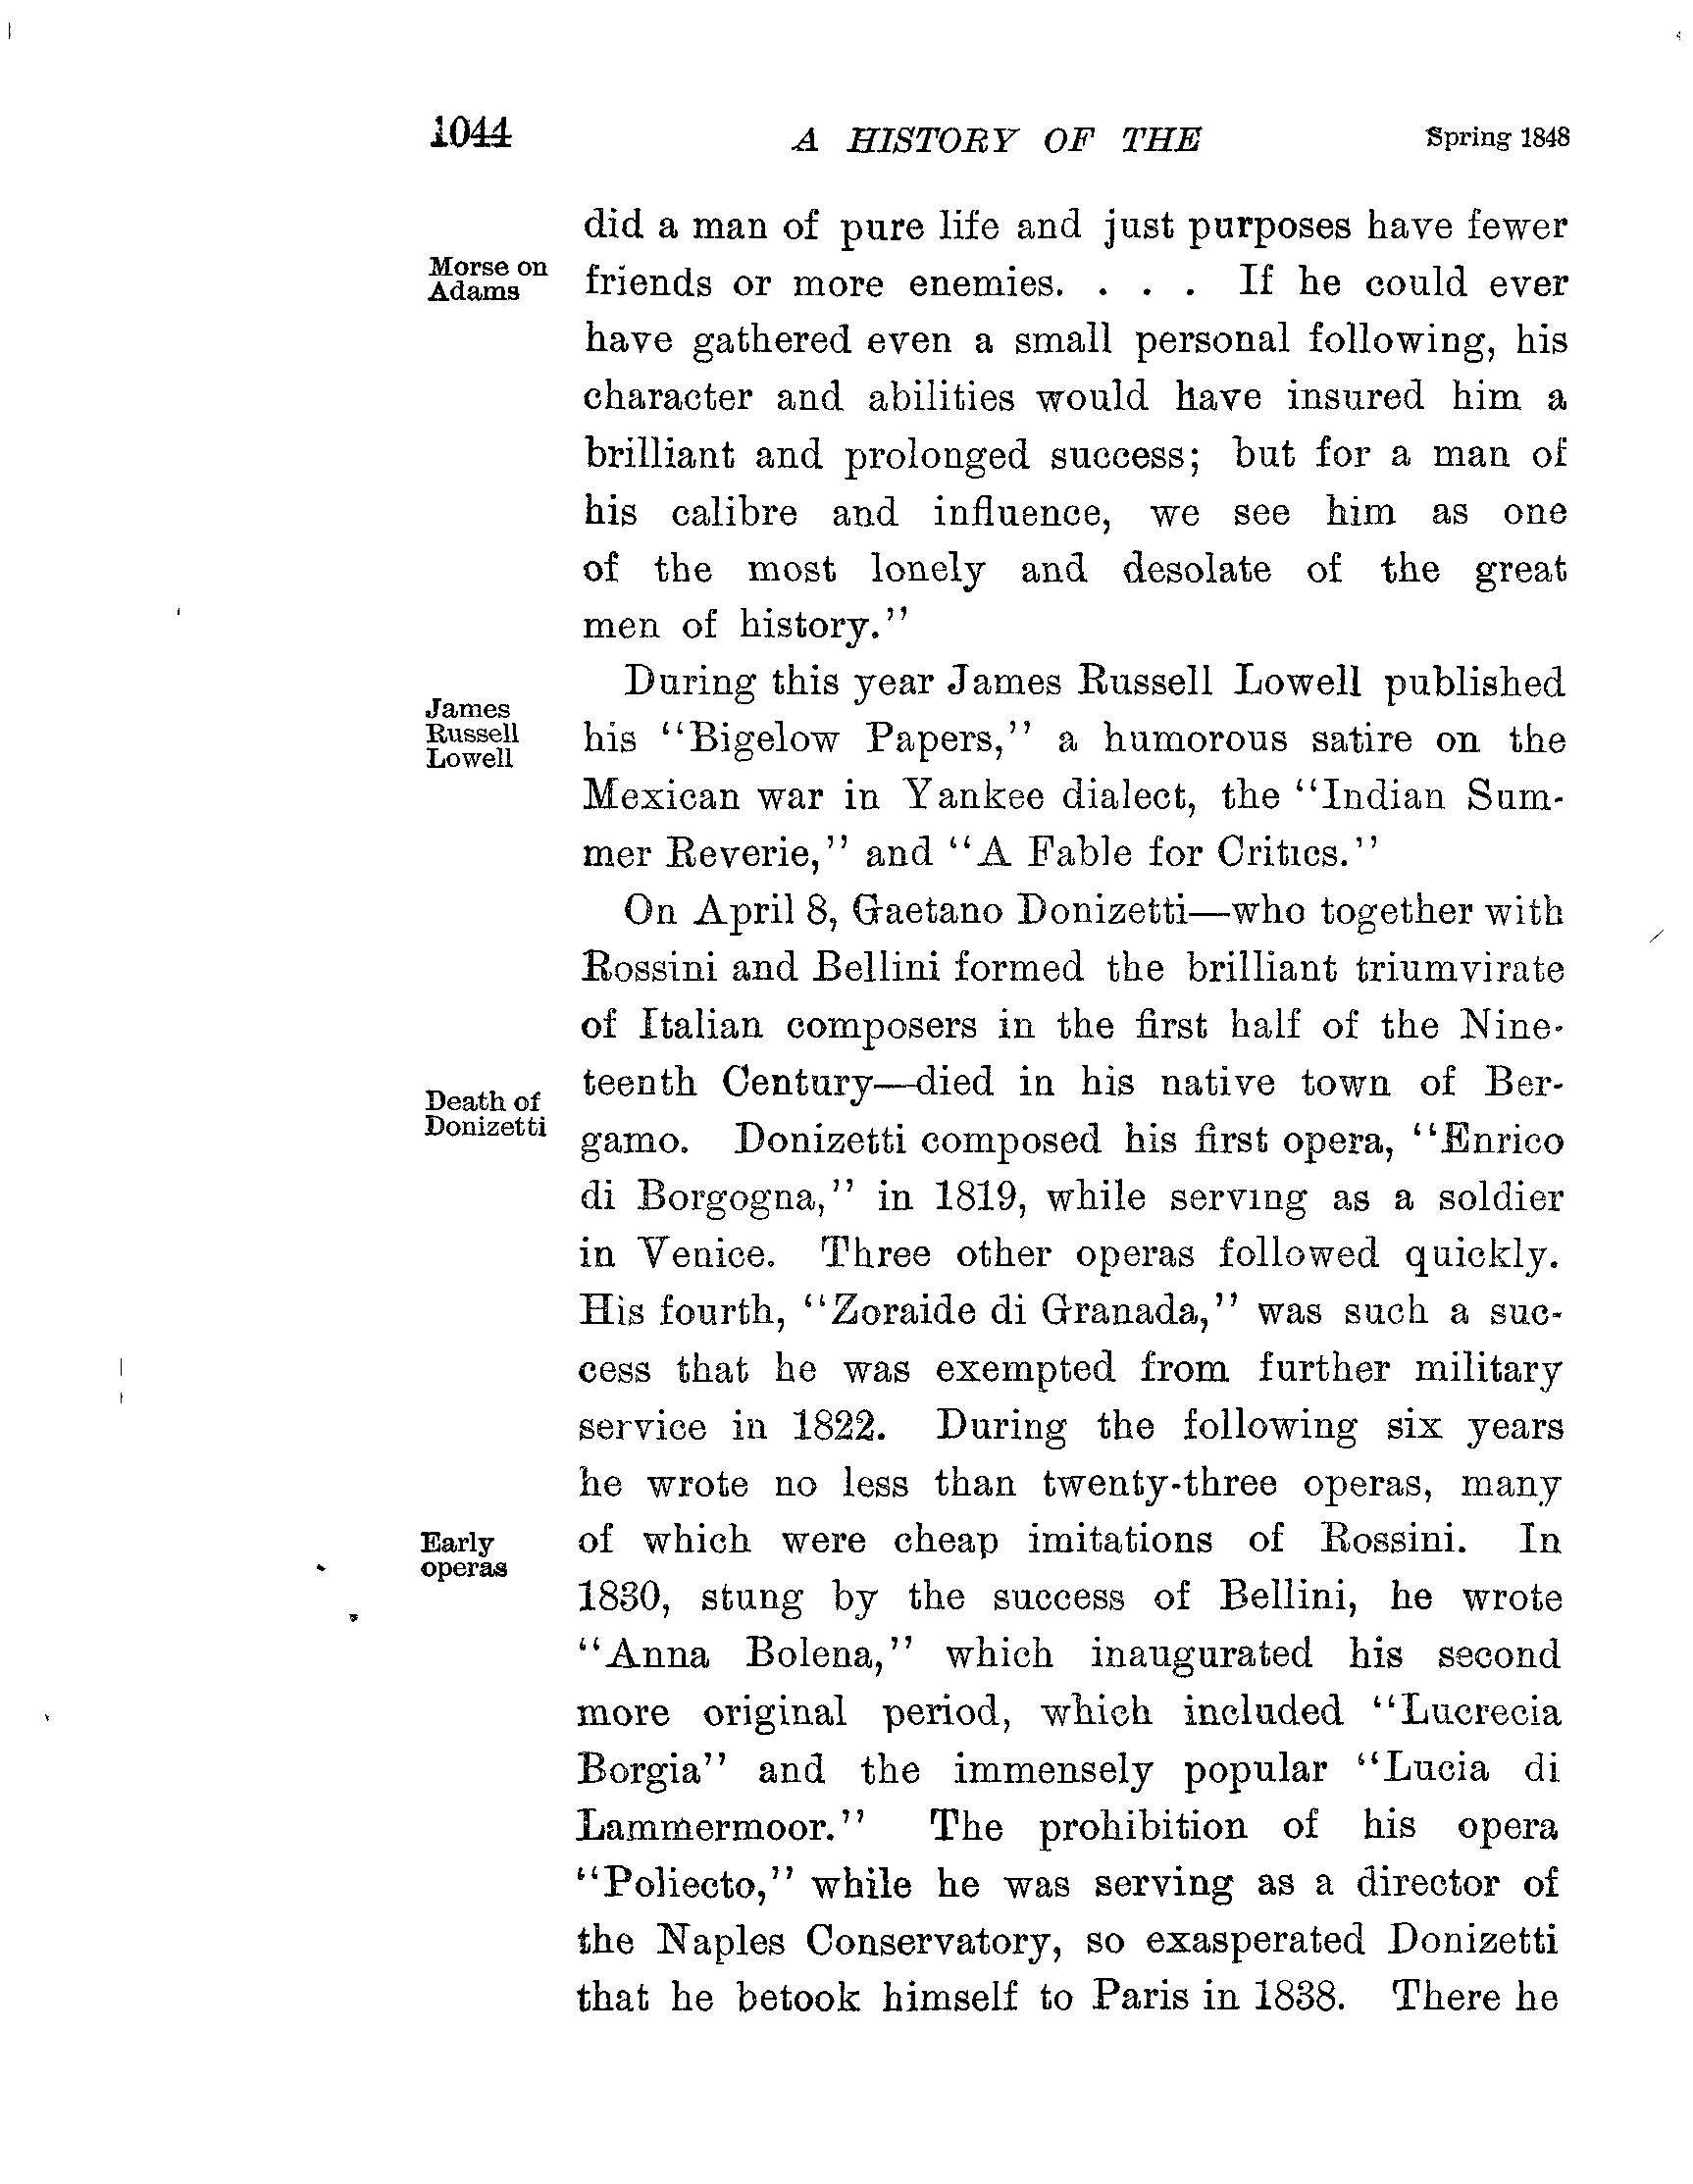 1044 A HISTORY OF THE Spring 1848
did a man of pure life and just purposes have fewer
Morse on
Adams
friends or more enemies. . . . If he could ever
have gathered even a small personal following, his
character and abilities would have insured him a
brilliant and prolonged success; but for a man of
his calibre and influence, we see him as one
of the most lonely and desolate of the great
men of history.''
During this year James Russell Lowell published
James
Russell
Lowell
his ''Bigelow Papers,'' a humorous satire on the
Mexican war in Yankee dialect, the ''Indian Sum-
mer Reverie,'' and ''A Fable for Critics.''
On April 8, Gaetano Donizetti—who together with
Rossini and Bellini formed the brilliant triumvirate
of Italian composers in the first half of the Nine-
teenth Century—died in his native town of Ber-
Death of
Donizetti
gamo. Donizetti composed his first opera, ''Enrico
di Borgogna,'' in 1819, while serving as a soldier
in Venice. Three other operas followed quickly.
His fourth, ''Zoraide di Granada,'' was such a suc-
cess that he was exempted from further military
service in 1822. During the following six years
he wrote no less than twenty-three operas, many
Early
operas
of which were cheap imitations of Rossini. In
1830, stung by the success of Bellini, he wrote
''Anna Bolena,'' which inaugurated his second
more original period, which included ''Lucrecia
Borgia'' and the immensely popular ''Lucia di
Lammermoor.'' The prohibition of his opera
''Poliecto,'' while he was serving as a director of
the Naples Conservatory, so exasperated Donizetti
that he betook himself to Paris in 1838. There he